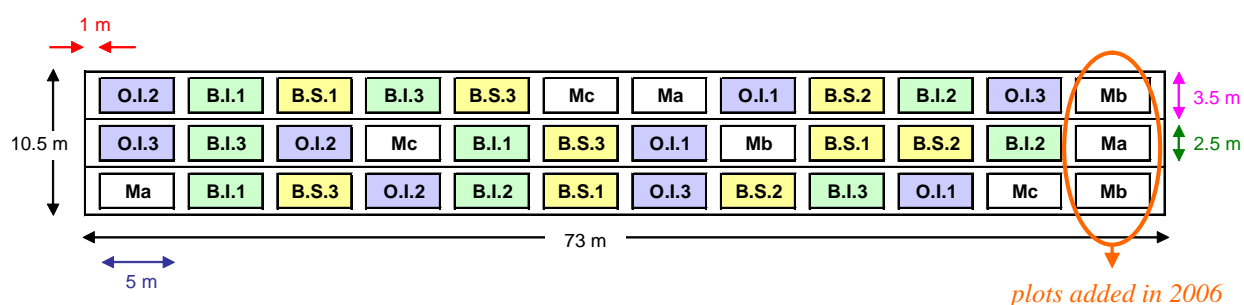 1 m
O.I.2 B.I.1 B.S.1 B.I.3 B.S.3 Mc Ma O.I.1 B.S.2 B.I.2 O.I.3 Mb
3.5 m
10.5 m
O.I.3 B.I.3 O.I.2 Mc B.I.1 B.S.3 O.I.1 Mb B.S.1 B.S.2 B.I.2 Ma
2.5 m
Ma B.I.1 B.S.3 O.I.2 B.I.2 B.S.1 O.I.3 B.S.2 B.I.3 O.I.1 Mc Mb
73 m
5 m
plots added in 2006